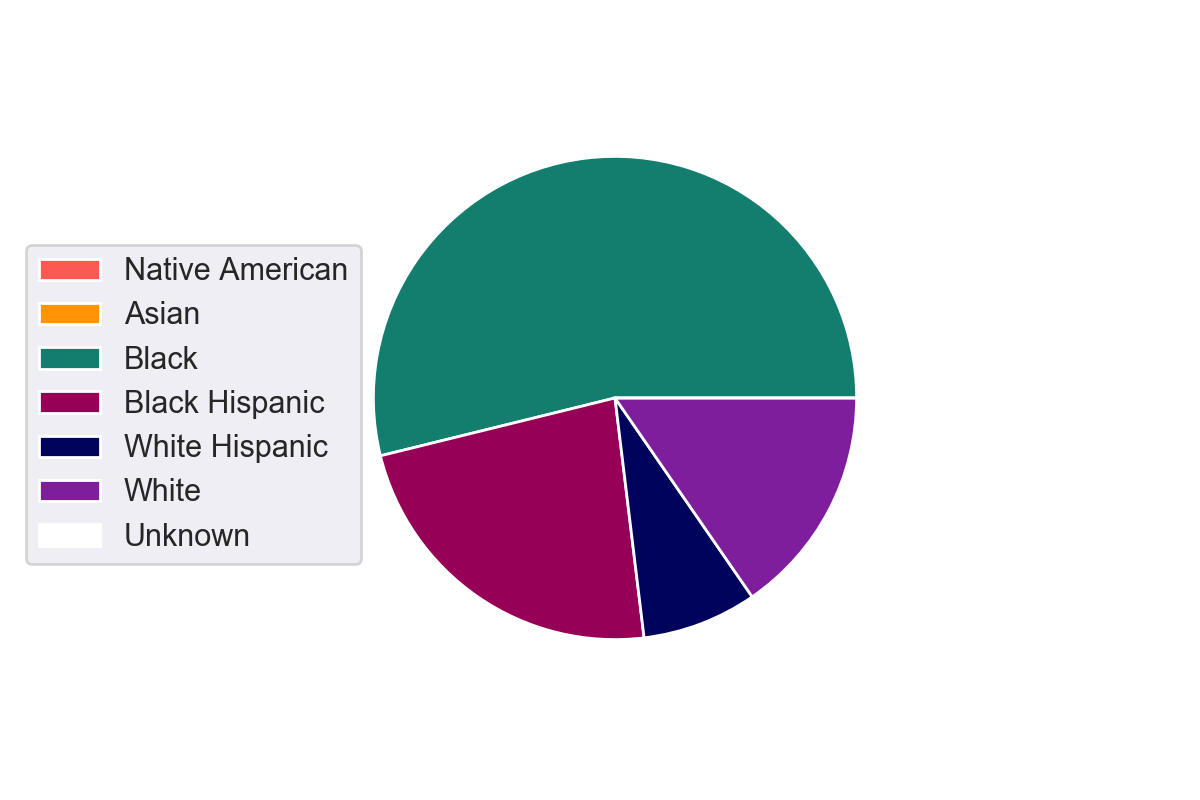 Native American
Asian
Black
Black Hispanic
White Hispanic
White
Unknown